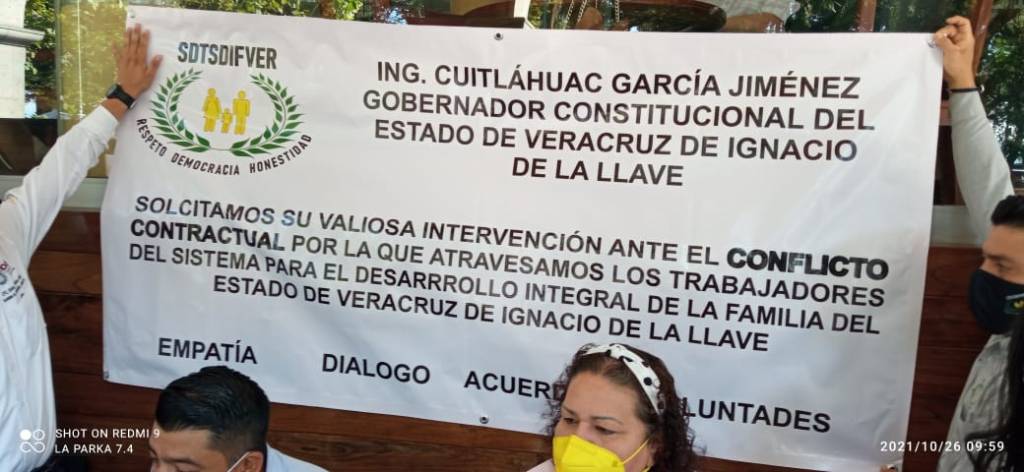 SDTSDIFVER
RESPETO DEMOCRACIA HONESTIDAD
ING. CUITLÁHUAC GARCÍA JIMÉNEZ
GOBERNADOR CONSTITUCIONAL DEL
ESTADO DE VERACRUZ DE IGNACIO
DE LA LLAVE
SOLCITAMOS SU VALIOSA INTERVENCIÓN ANTE EL CONFLICTO
CONTRACTUAL POR LA QUE ATRAVESAMOS LOS TRABAJADORES
DEL SISTEMA PARA EL DESARRROLLO INTEGRAL DE LA FAMILIA DEL
ESTADO DE VERACRUZ DE IGNACIO DE LA LLAVE
EMPATÍA DIALOGO ACUER LUNTADES
SHOT ON REDMI 9
LA PARKA 7.4
2021/10/26 09:59